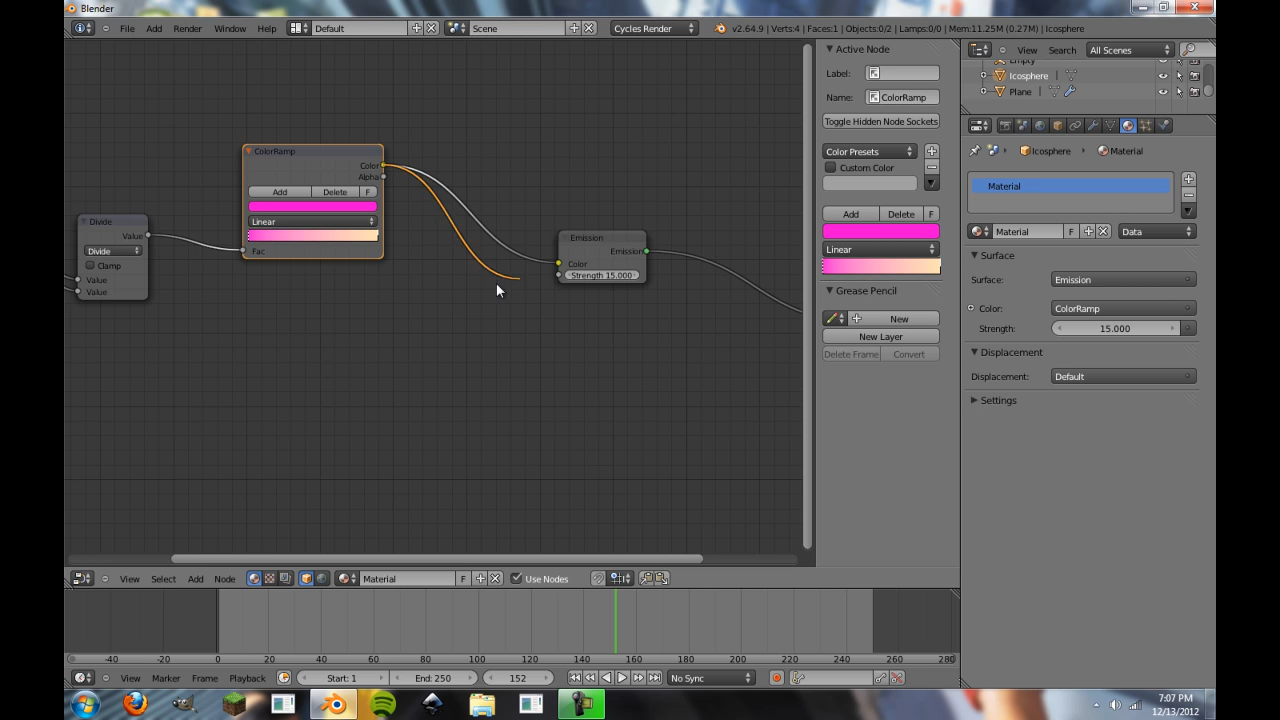 Blender
File Add Render Window Help Default Scene Cycles Render v2.64.9 | Verts:4 | Faces:1 | Objects:0/2 | Lamps:0/0 | Mem:11.25M (0.27M) | Icosphere
View Search All Scenes
Empty
Icosphere
Plane
Active Node
Label:
Name: ColorRamp
Toggle Hidden Node Sockets
Color Presets
Custom Color
Add Delete F
Linear
Grease Pencil
New
New Layer
Delete Frame Convert
ColorRamp
Color
Alpha
Add Delete F
Linear
Fac
Divide
Value
Divide
Clamp
Value
Value
Emission
Emission
Color
Strength 15.000
Icosphere Material
Material
Material F Data
Surface
Surface: Emission
Color: ColorRamp
Strength: 15.000
Displacement
Displacement: Default
Settings
View Select Add Node Material F Use Nodes
-40 -20 0 20 40 60 80 100 120 140 160 180 200 220 240 260 280
View Marker Frame Playback Start: 1 End: 250 152 No Sync
7:07 PM
12/13/2012